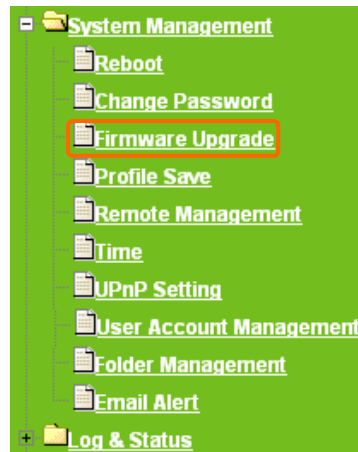 System Management
Reboot
Change Password
Firmware Upgrade
Profile Save
Remote Management
Time
UPnP Setting
User Account Management
Folder Management
Email Alert
Log & Status